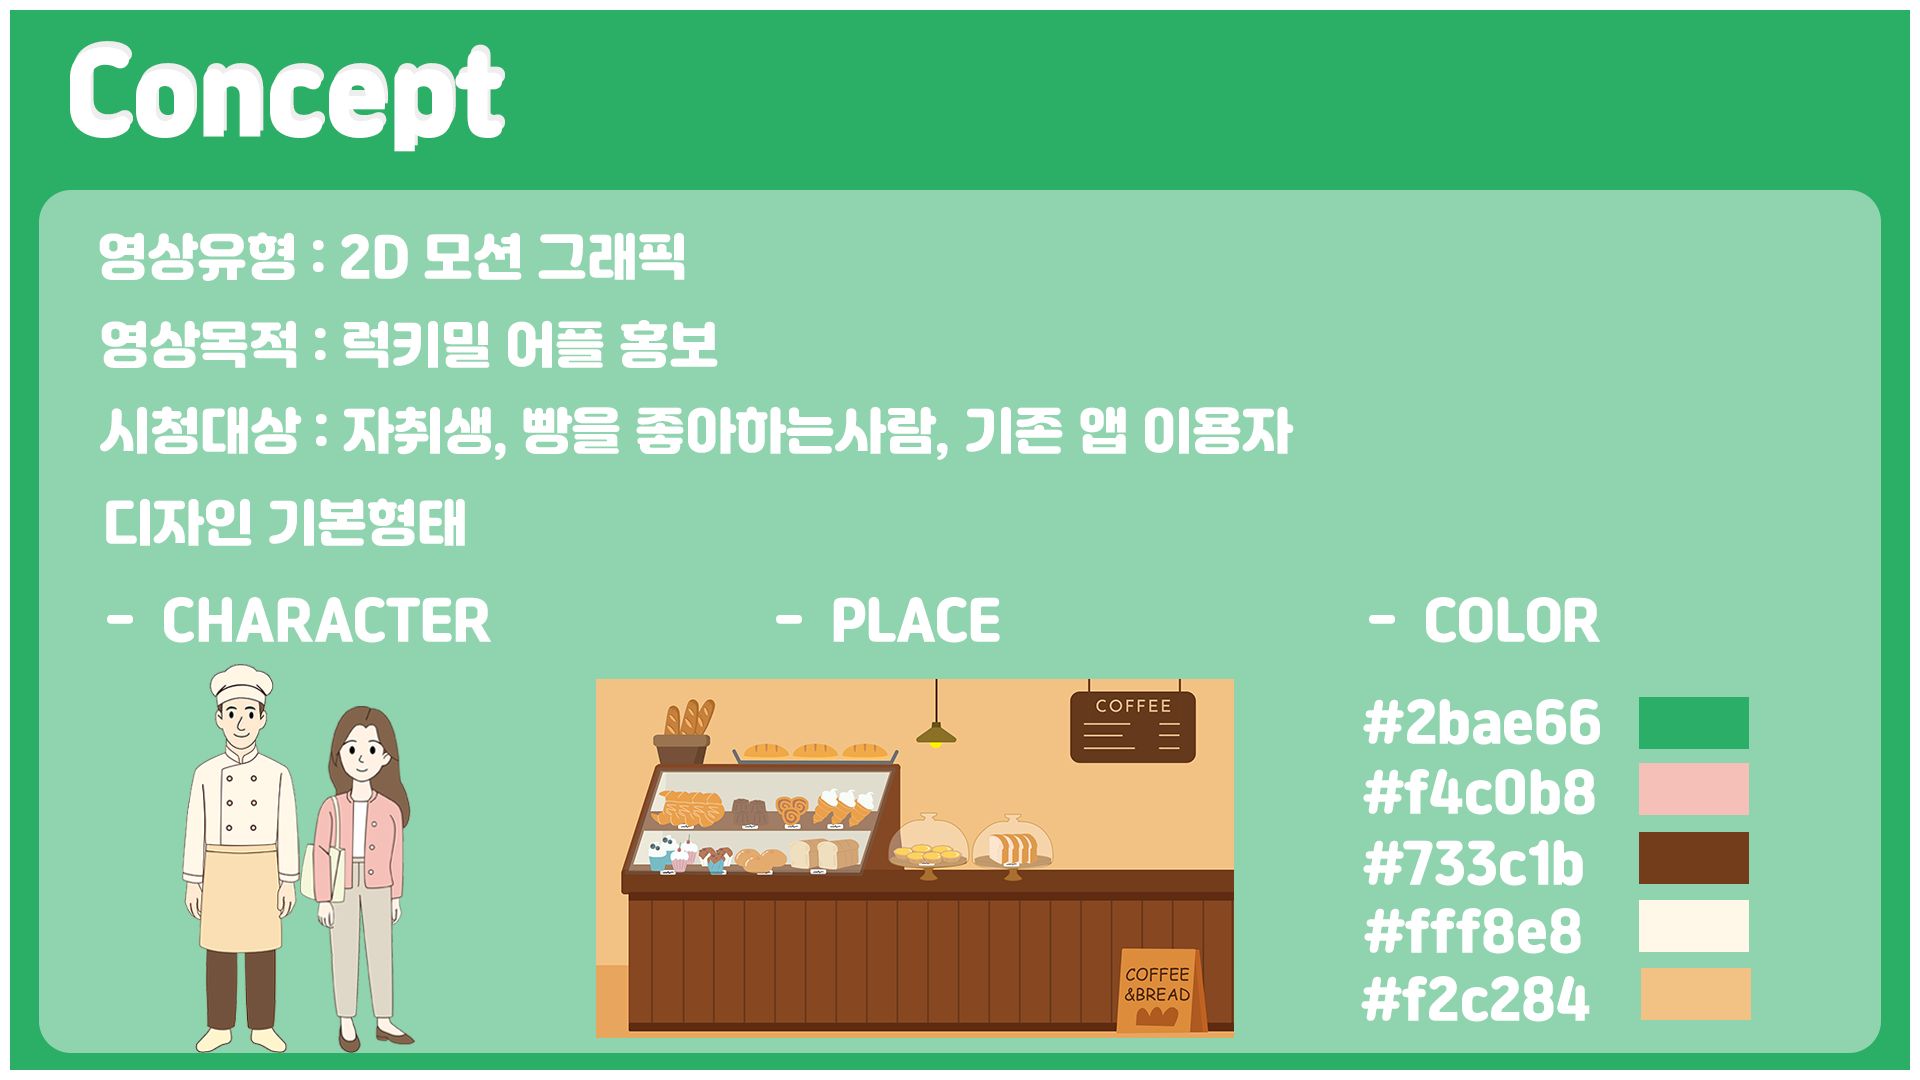 Concept
영상유형 : 2D 모션 그래픽
영상목적 : 럭키밀 어플 홍보
시청대상 : 자취생, 빵을 좋아하는사람, 기존 앱 이용자
디자인 기본형태
- CHARACTER
- PLACE
- COLOR
COFFEE
COFFEE
&BREAD
#2bae66
#f4c0b8
#733c1b
#fff8e8
#f2c284